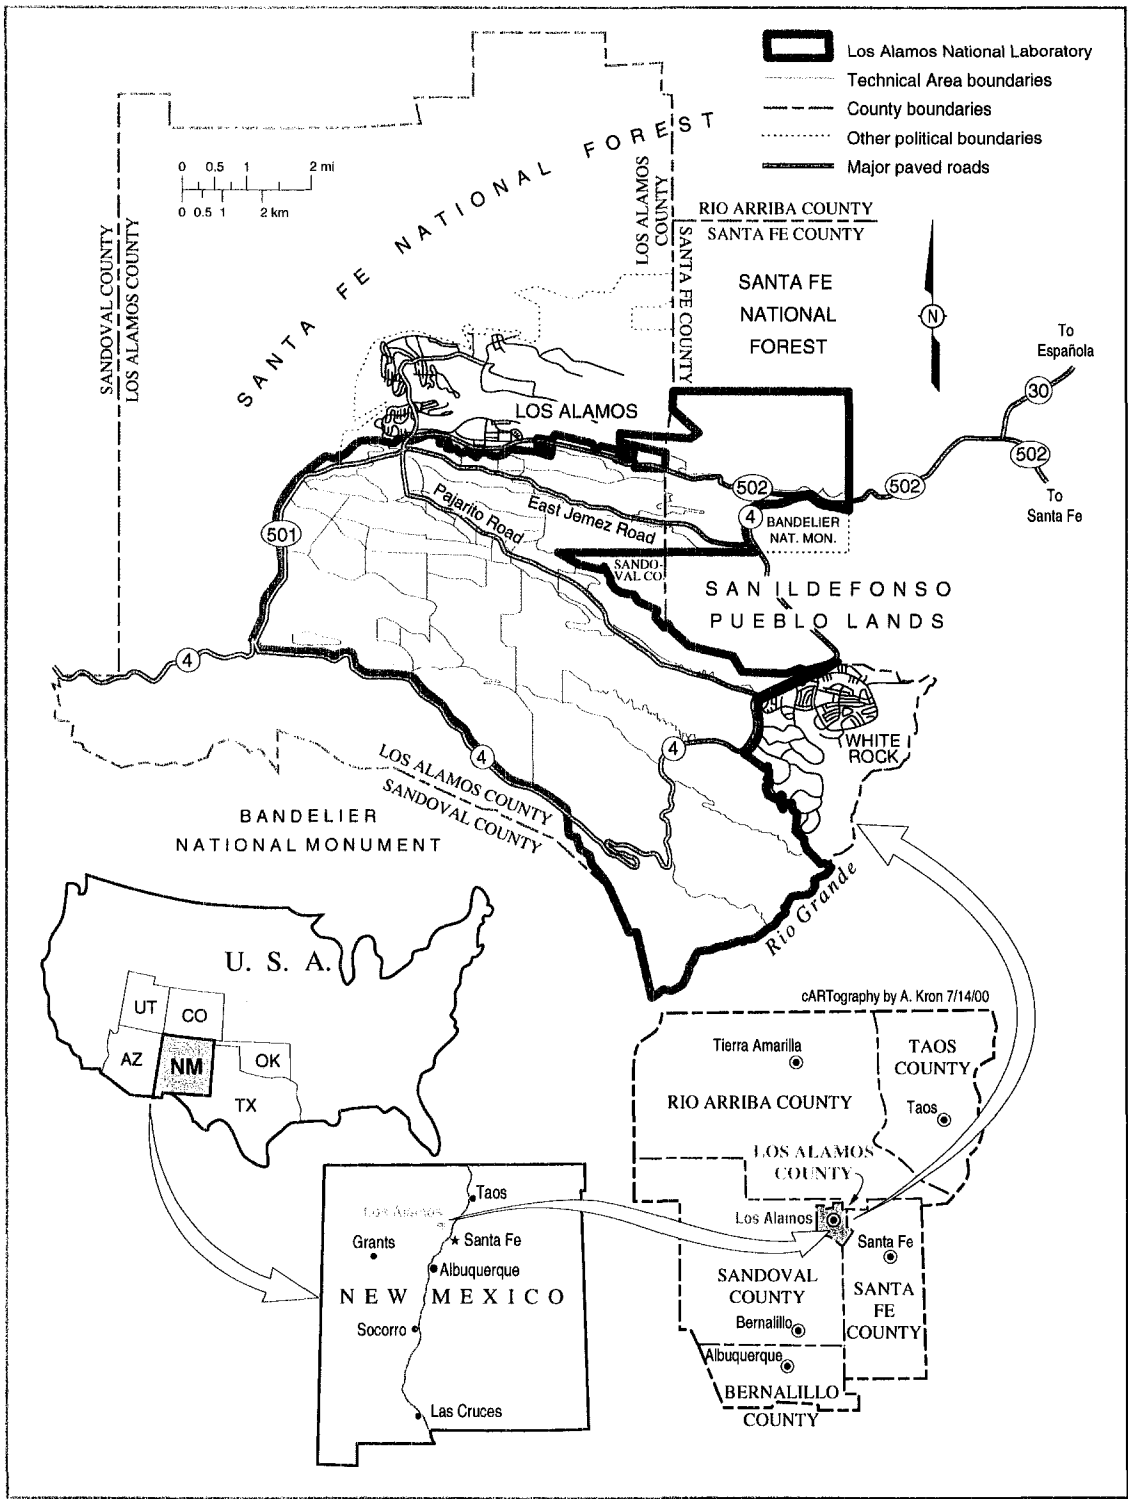 Los Alamos National Laboratory
Technical Area boundaries
County boundaries
Other political boundaries
Major paved roads
0 0.5 1 2 mi
0 0.5 1 2 km
SANTA FE NATIONAL FOREST
SANDOVAL COUNTY
LOS ALAMOS COUNTY
LOS ALAMOS
COUNTY
SANTA FE COUNTY
RIO ARRIBA COUNTY
SANTA FE COUNTY
SANTA FE
NATIONAL
FOREST
N
To
Española
30
502
To
Santa Fe
502
502
LOS ALAMOS
4
BANDELIER
NAT. MON.
East Jemez Road
Pajarito Road
501
SANDO-
VAL CO.
SAN ILDEFONSO
PUEBLO LANDS
4
WHITE
ROCK
4
4
LOS ALAMOS COUNTY
SANDOVAL COUNTY
BANDELIER
NATIONAL MONUMENT
Rio Grande
cARTography by A. Kron 7/14/00
U. S. A.
UT
CO
AZ
NM
OK
TX
Taos
Los Alamos
Santa Fe
Grants
Albuquerque
NEW MEXICO
Socorro
Las Cruces
Tierra Amarilla
TAOS
COUNTY
RIO ARRIBA COUNTY
Taos
LOS ALAMOS
COUNTY
Los Alamos
Santa Fe
SANDOVAL
COUNTY
SANTA
FE
COUNTY
Bernalillo
Albuquerque
BERNALILLO
COUNTY